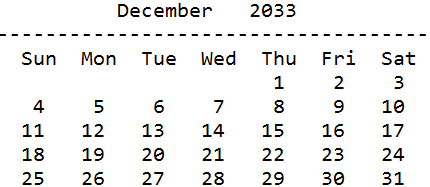 December 2033
---------------------------------------------
Sun Mon Tue Wed Thu Fri Sat
1 2 3
4 5 6 7 8 9 10
11 12 13 14 15 16 17
18 19 20 21 22 23 24
25 26 27 28 29 30 31